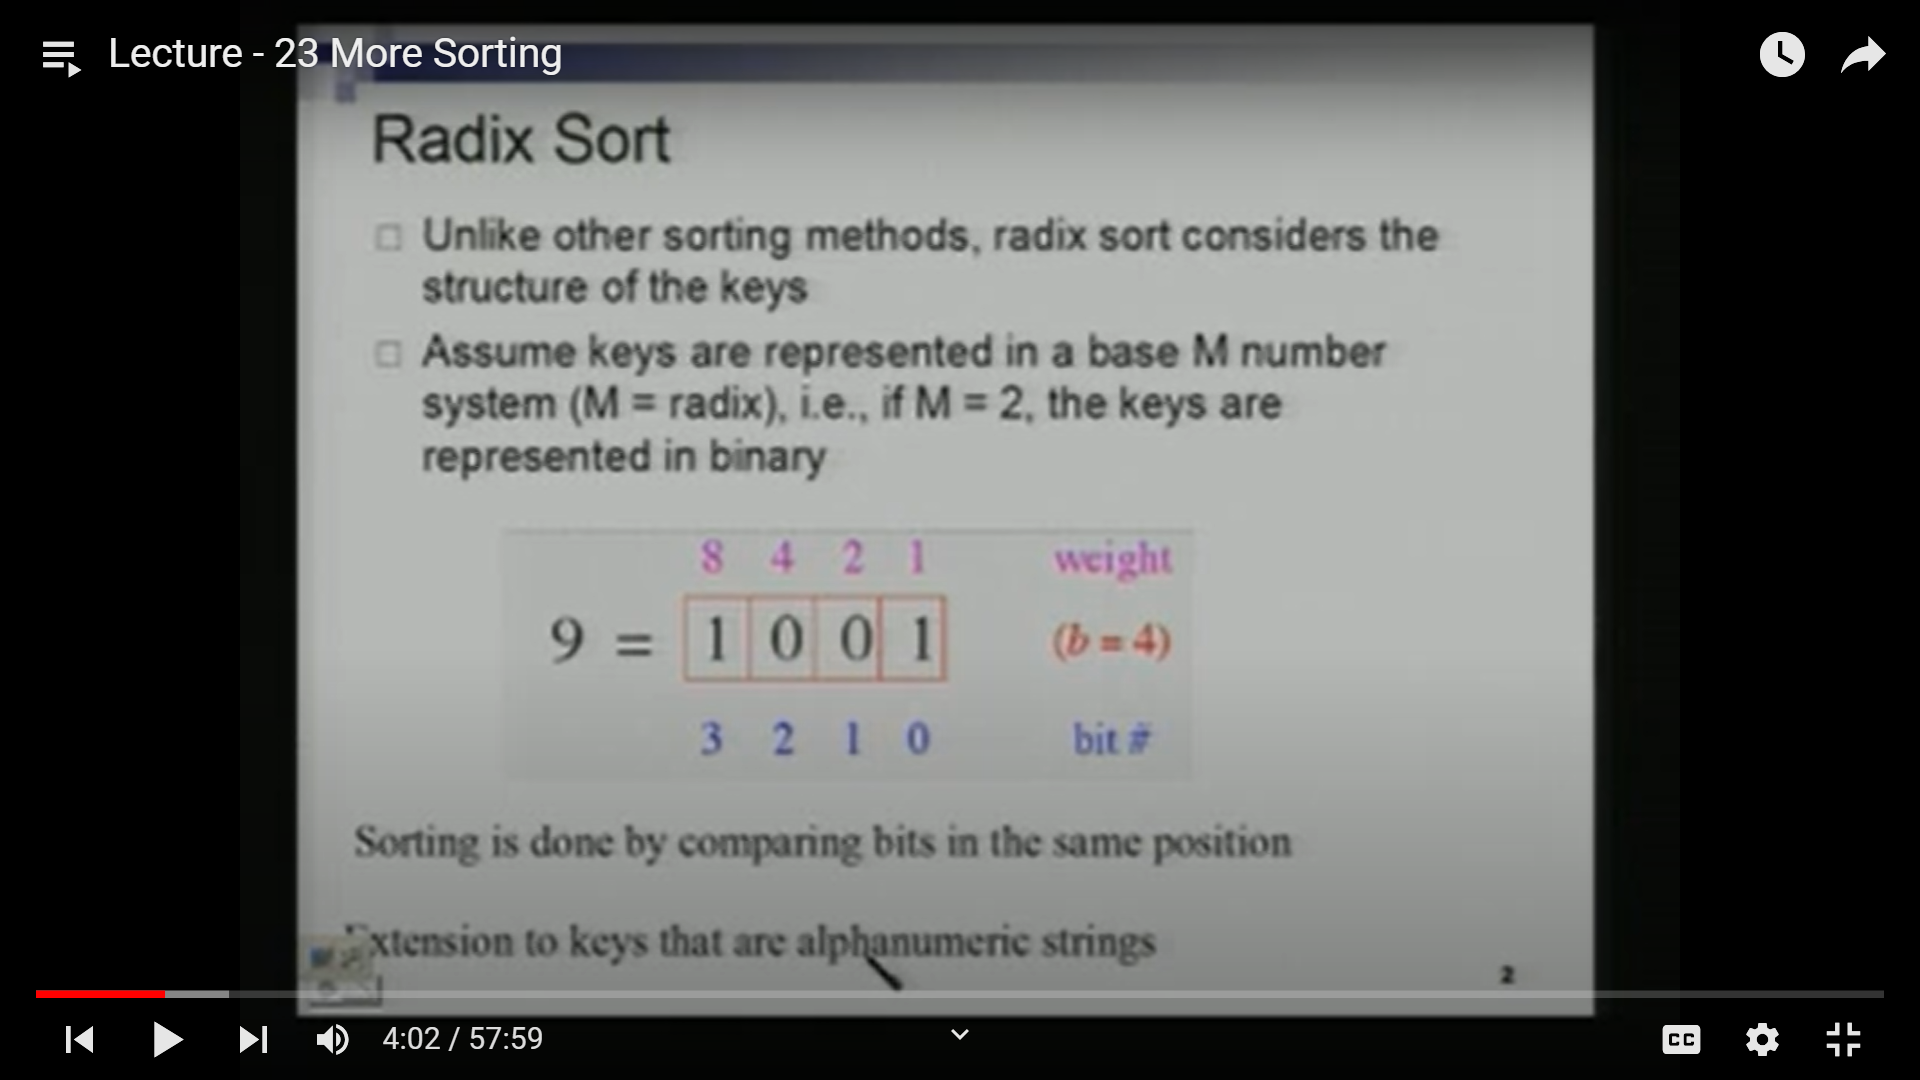 Lecture - 23 More Sorting
Radix Sort
Unlike other sorting methods, radix sort considers the
structure of the keys
Assume keys are represented in a base M number
system (M = radix), i.e., if M = 2, the keys are
represented in binary
8 4 2 1 weight
9 = 1 0 0 1 (b = 4)
3 2 1 0 bit #
Sorting is done by comparing bits in the same position
Extension to keys that are alphanumeric strings
2
4:02 / 57:59
CC